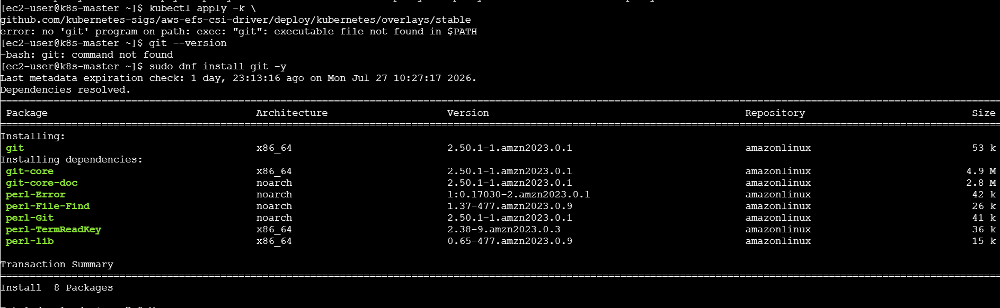 [ec2-user@k8s-master ~]$ kubectl apply -k \
github.com/kubernetes-sigs/aws-efs-csi-driver/deploy/kubernetes/overlays/stable
error: no 'git' program on path: exec: "git": executable file not found in $PATH
[ec2-user@k8s-master ~]$ git --version
-bash: git: command not found
[ec2-user@k8s-master ~]$ sudo dnf install git -y
Last metadata expiration check: 1 day, 23:13:16 ago on Mon Jul 27 10:27:17 2026.
Dependencies resolved.
Package Architecture Version Repository Size
Installing:
git x86_64 2.50.1-1.amzn2023.0.1 amazonlinux 53 k
Installing dependencies:
git-core x86_64 2.50.1-1.amzn2023.0.1 amazonlinux 4.9 M
git-core-doc noarch 2.50.1-1.amzn2023.0.1 amazonlinux 2.8 M
perl-Error noarch 1:0.17030-2.amzn2023.0.1 amazonlinux 42 k
perl-File-Find noarch 1.37-477.amzn2023.0.9 amazonlinux 26 k
perl-Git noarch 2.50.1-1.amzn2023.0.1 amazonlinux 41 k
perl-TermReadKey x86_64 2.38-9.amzn2023.0.3 amazonlinux 36 k
perl-lib x86_64 0.65-477.amzn2023.0.9 amazonlinux 15 k
Transaction Summary
Install 8 Packages